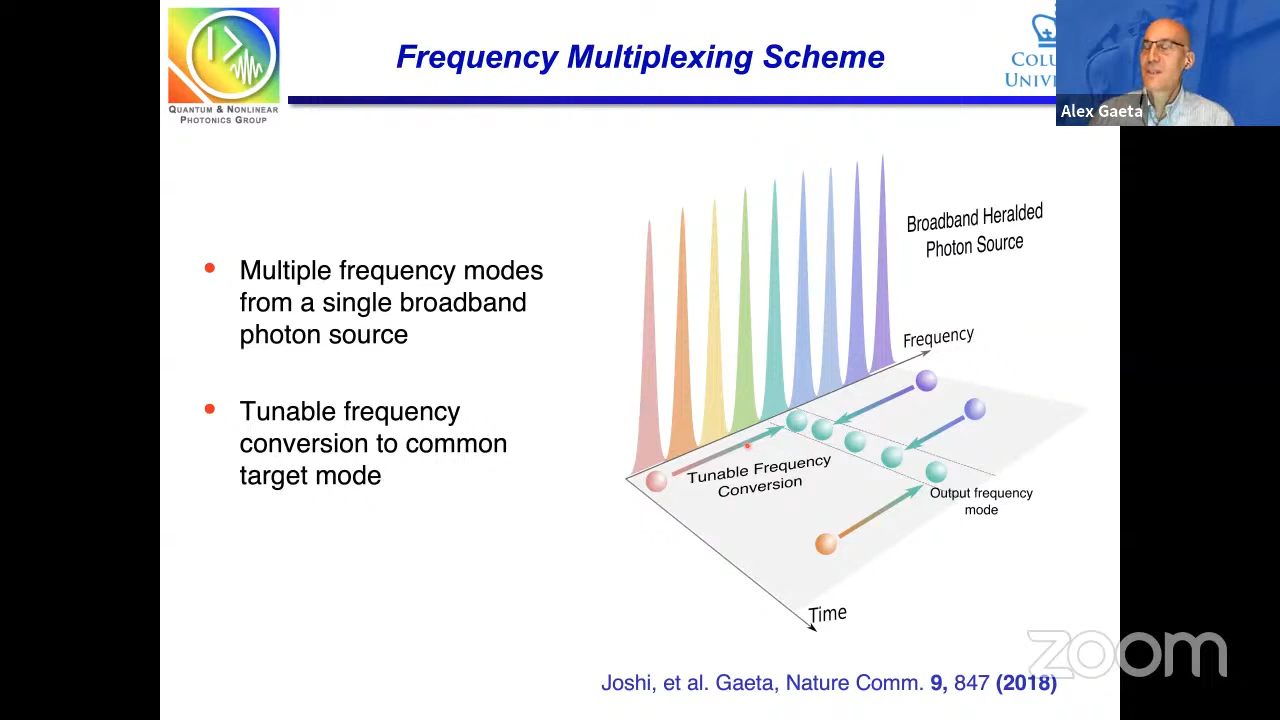 Frequency Multiplexing Scheme
QUANTUM & NONLINEAR
PHOTONICS GROUP
Alex Gaeta
Broadband Heralded
Photon Source
Multiple frequency modes
from a single broadband
photon source
Frequency
Tunable frequency
conversion to common
target mode
Tunable Frequency
Conversion
Output frequency
mode
Time
zoom
Joshi, et al. Gaeta, Nature Comm. 9, 847 (2018)